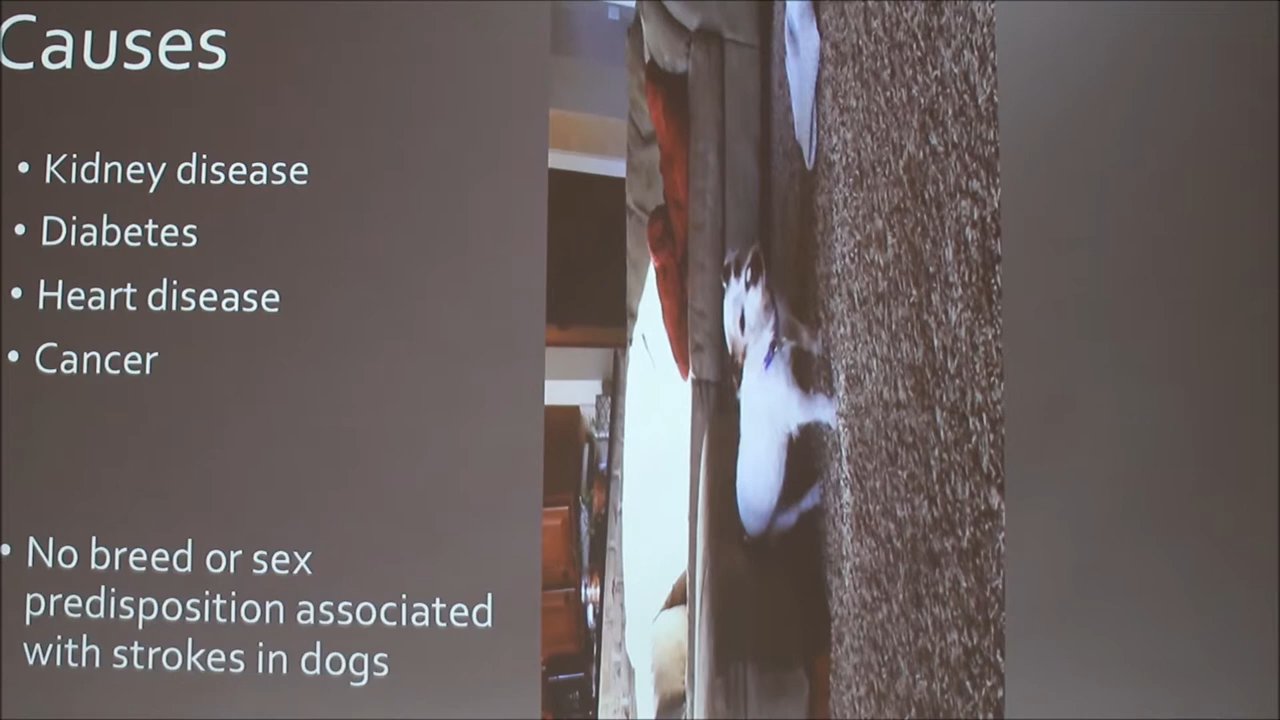 Causes
• Kidney disease
• Diabetes
• Heart disease
• Cancer
• No breed or sex
predisposition associated
with strokes in dogs